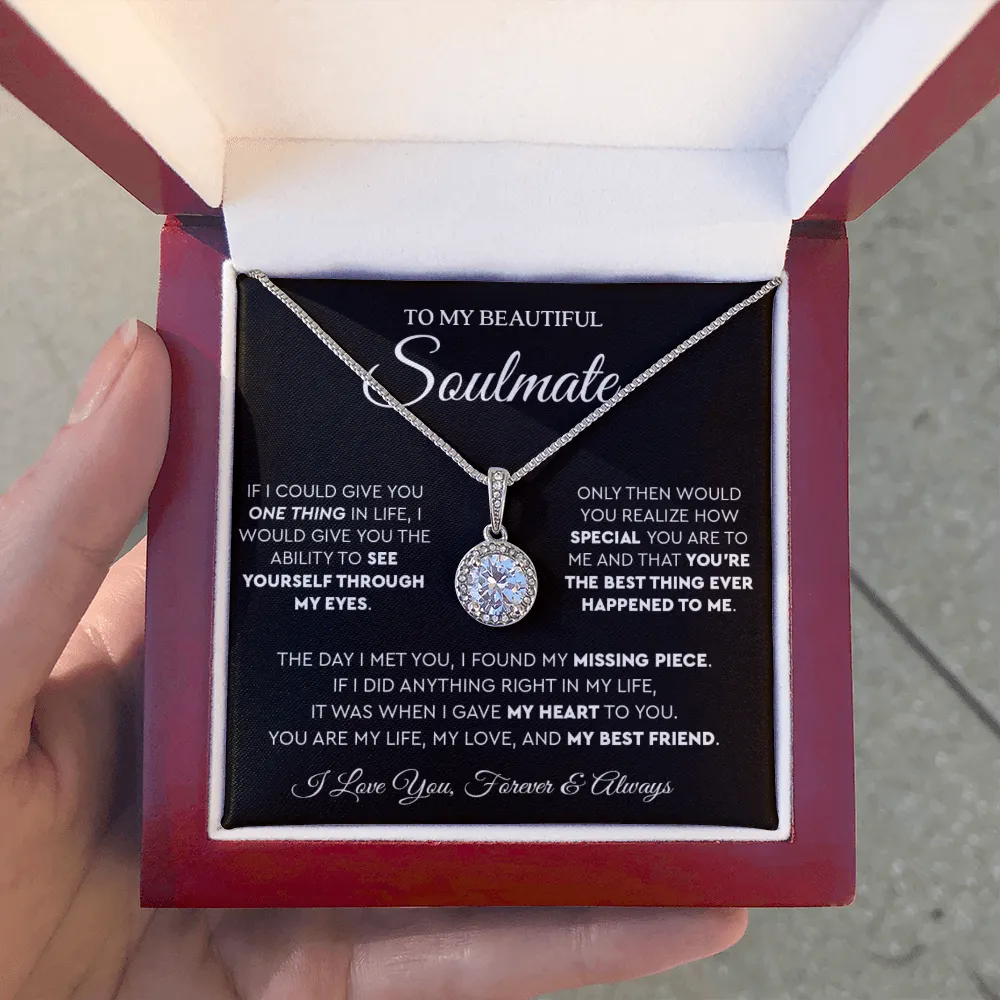 TO MY BEAUTIFUL
Soulmate
IF I COULD GIVE YOU
ONE THING IN LIFE, I
WOULD GIVE YOU THE
ABILITY TO SEE
YOURSELF THROUGH
MY EYES.
ONLY THEN WOULD
YOU REALIZE HOW
SPECIAL YOU ARE TO
ME AND THAT YOU'RE
THE BEST THING EVER
HAPPENED TO ME.
THE DAY I MET YOU, I FOUND MY MISSING PIECE.
IF I DID ANYTHING RIGHT IN MY LIFE,
IT WAS WHEN I GAVE MY HEART TO YOU.
YOU ARE MY LIFE, MY LOVE, AND MY BEST FRIEND.
I Love You, Forever & Always